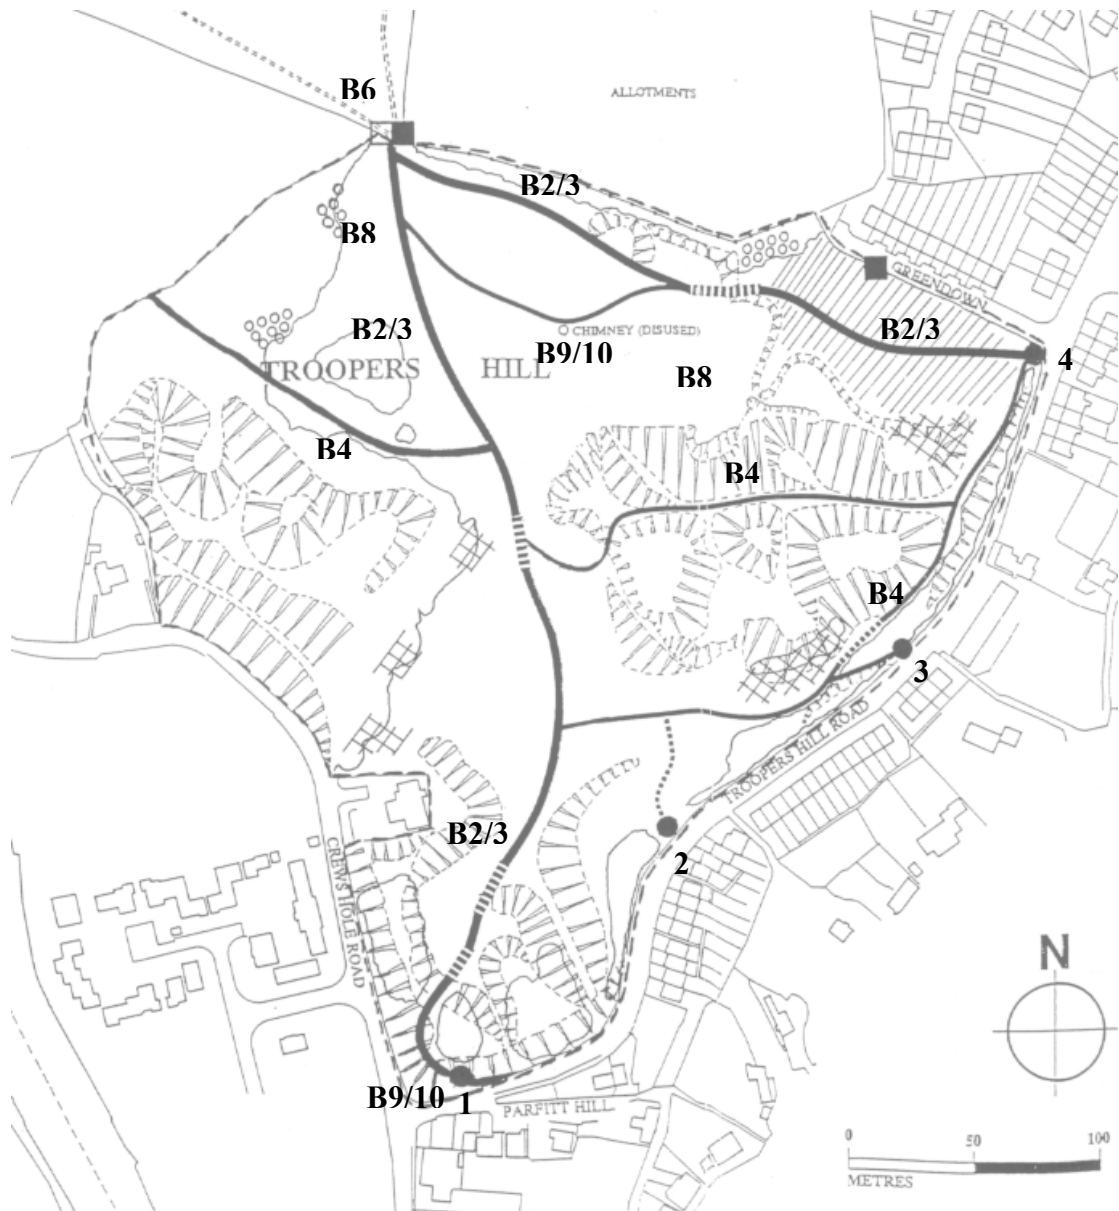 B6
ALLOTMENTS
B2/3
B8
GREENDOWN
B2/3
B2/3
CHIMNEY (DISUSED)
B9/10
4
TROOPERS HILL
B8
B4
B4
B4
3
TROOPERS HILL ROAD
B2/3
2
CREWS HOLE ROAD
N
B9/10
1
PARFITT HILL
0 50 100
METRES